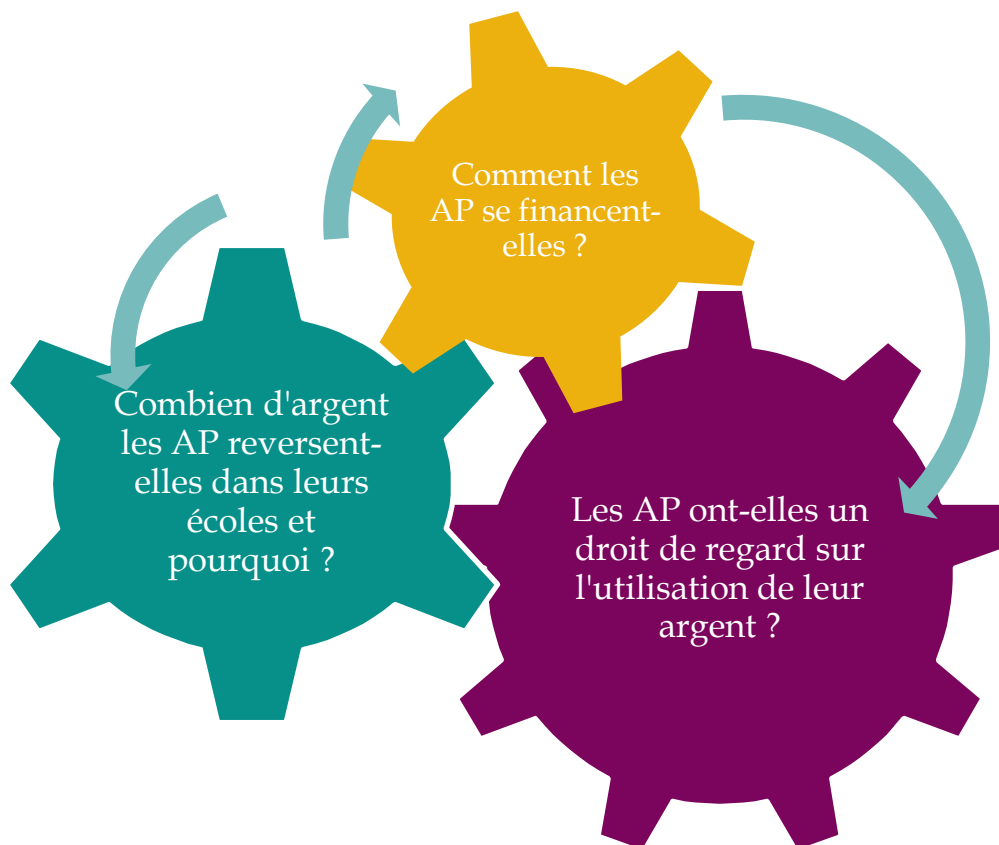 Comment les
AP se financent-
elles ?
Combien d'argent
les AP reversent-
elles dans leurs
écoles et
pourquoi ?
Les AP ont-elles un
droit de regard sur
l'utilisation de leur
argent ?